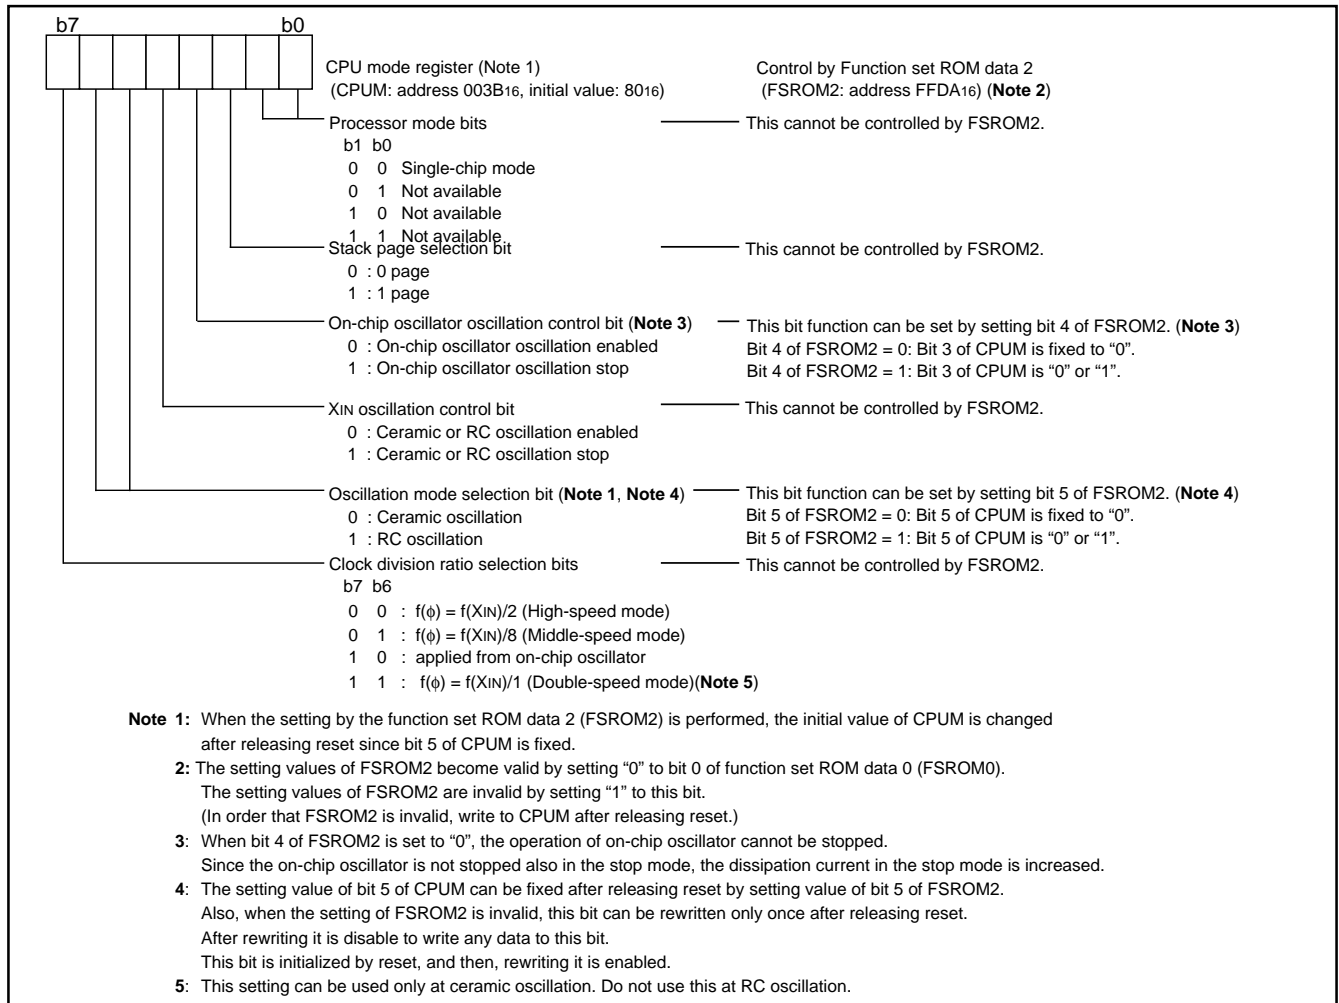 b7 b0
CPU mode register (Note 1) Control by Function set ROM data 2
(CPUM: address 003B16, initial value: 8016) (FSROM2: address FFDA16) (Note 2)
Processor mode bits This cannot be controlled by FSROM2.
b1 b0
0 0 Single-chip mode
0 1 Not available
1 0 Not available
1 1 Not available
Stack page selection bit This cannot be controlled by FSROM2.
0 : 0 page
1 : 1 page
On-chip oscillator oscillation control bit (Note 3) This bit function can be set by setting bit 4 of FSROM2. (Note 3)
0 : On-chip oscillator oscillation enabled Bit 4 of FSROM2 = 0: Bit 3 of CPUM is fixed to “0”.
1 : On-chip oscillator oscillation stop Bit 4 of FSROM2 = 1: Bit 3 of CPUM is “0” or “1”.
XIN oscillation control bit This cannot be controlled by FSROM2.
0 : Ceramic or RC oscillation enabled
1 : Ceramic or RC oscillation stop
Oscillation mode selection bit (Note 1, Note 4) This bit function can be set by setting bit 5 of FSROM2. (Note 4)
0 : Ceramic oscillation Bit 5 of FSROM2 = 0: Bit 5 of CPUM is fixed to “0”.
1 : RC oscillation Bit 5 of FSROM2 = 1: Bit 5 of CPUM is “0” or “1”.
Clock division ratio selection bits This cannot be controlled by FSROM2.
b7 b6
0 0 : f(φ) = f(XIN)/2 (High-speed mode)
0 1 : f(φ) = f(XIN)/8 (Middle-speed mode)
1 0 : applied from on-chip oscillator
1 1 : f(φ) = f(XIN)/1 (Double-speed mode)(Note 5)
Note 1: When the setting by the function set ROM data 2 (FSROM2) is performed, the initial value of CPUM is changed
after releasing reset since bit 5 of CPUM is fixed.
2: The setting values of FSROM2 become valid by setting “0” to bit 0 of function set ROM data 0 (FSROM0).
The setting values of FSROM2 are invalid by setting “1” to this bit.
(In order that FSROM2 is invalid, write to CPUM after releasing reset.)
3: When bit 4 of FSROM2 is set to “0”, the operation of on-chip oscillator cannot be stopped.
Since the on-chip oscillator is not stopped also in the stop mode, the dissipation current in the stop mode is increased.
4: The setting value of bit 5 of CPUM can be fixed after releasing reset by setting value of bit 5 of FSROM2.
Also, when the setting of FSROM2 is invalid, this bit can be rewritten only once after releasing reset.
After rewriting it is disable to write any data to this bit.
This bit is initialized by reset, and then, rewriting it is enabled.
5: This setting can be used only at ceramic oscillation. Do not use this at RC oscillation.